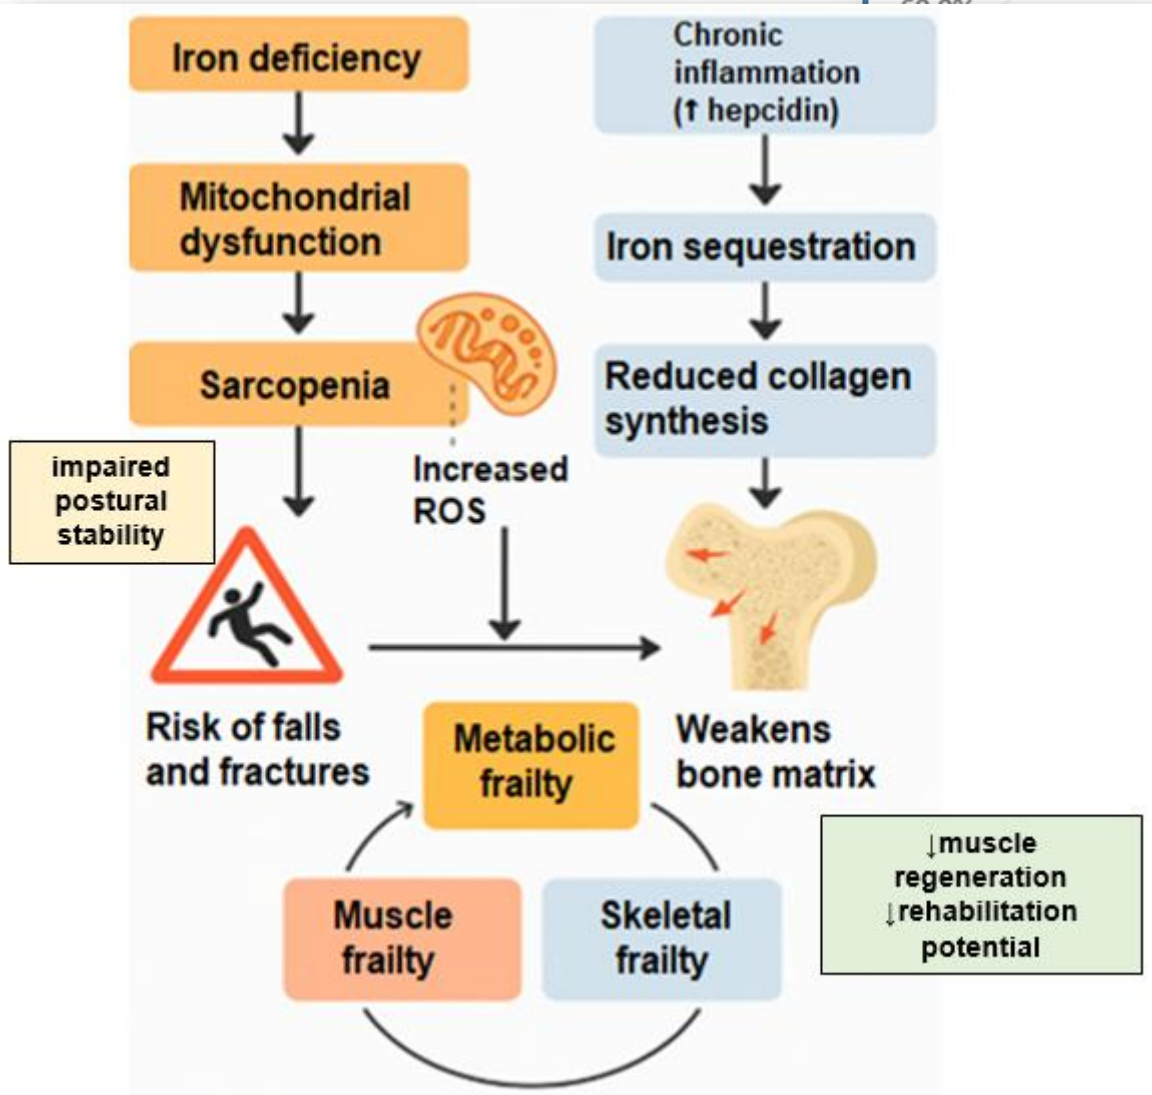 Iron deficiency
Mitochondrial
dysfunction
Sarcopenia
impaired
postural
stability
Increased
ROS
Risk of falls
and fractures
Chronic
inflammation
(↑ hepcidin)
Iron sequestration
Reduced collagen
synthesis
Weakens
bone matrix
Metabolic
frailty
Muscle
frailty
Skeletal
frailty
↓muscle
regeneration
↓rehabilitation
potential